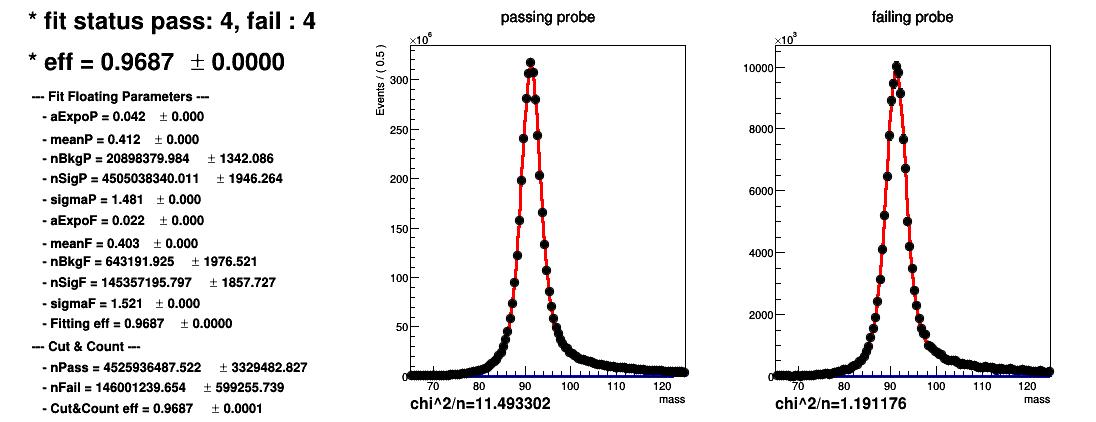 * fit status pass: 4, fail : 4
* eff = 0.9687 ± 0.0000
--- Fit Floating Parameters ---
- aExpoP = 0.042 ± 0.000
- meanP = 0.412 ± 0.000
- nBkgP = 20898379.984 ± 1342.086
- nSigP = 4505038340.011 ± 1946.264
- sigmaP = 1.481 ± 0.000
- aExpoF = 0.022 ± 0.000
- meanF = 0.403 ± 0.000
- nBkgF = 643191.925 ± 1976.521
- nSigF = 145357195.797 ± 1857.727
- sigmaF = 1.521 ± 0.000
- Fitting eff = 0.9687 ± 0.0000
--- Cut & Count ---
- nPass = 4525936487.522 ± 3329482.827
- nFail = 146001239.654 ± 599255.739
- Cut&Count eff = 0.9687 ± 0.0001
passing probe
×10^6
Events / ( 0.5 )
300
250
200
150
100
50
0
70 80 90 100 110 120
mass
chi^2/n=11.493302
failing probe
×10^3
10000
8000
6000
4000
2000
0
70 80 90 100 110 120
mass
chi^2/n=1.191176